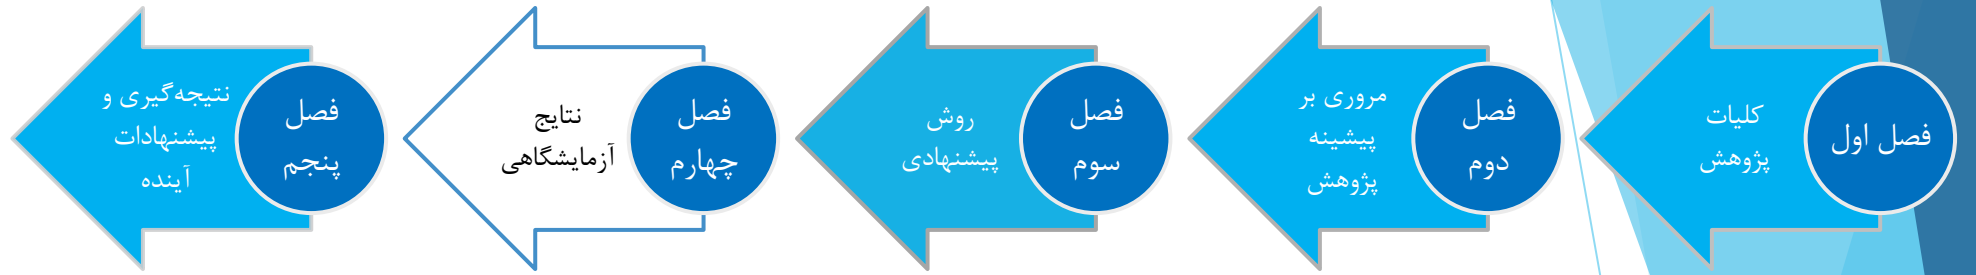 فصل اول
کلیات
پژوهش
فصل
دوم
مروری بر
پیشینه
پژوهش
فصل
سوم
روش
پیشنهادی
فصل
چهارم
نتایج
آزمایشگاهی
فصل
پنجم
نتیجه‌گیری و
پیشنهادات
آینده